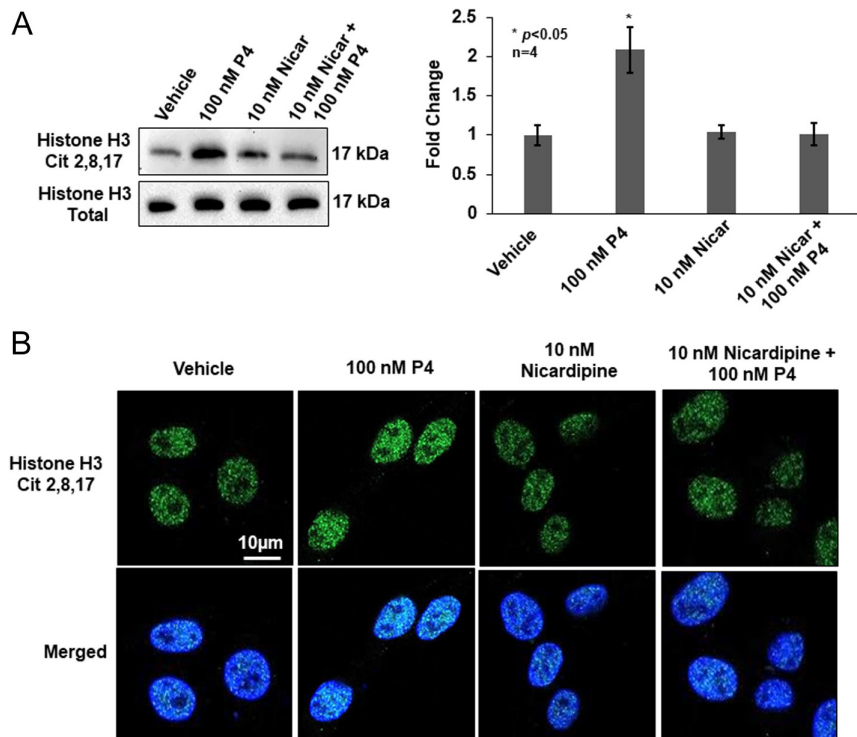 A
Vehicle
100 nM P4
10 nM Nicar
10 nM Nicar +
100 nM P4
Histone H3
Cit 2,8,17
17 kDa
Histone H3
Total
17 kDa
Fold Change
2.5
2
1.5
1
0.5
0
* p<0.05
n=4
*
Vehicle
100 nM P4
10 nM Nicar
10 nM Nicar +
100 nM P4
B
Vehicle
100 nM P4
10 nM
Nicardipine
10 nM Nicardipine +
100 nM P4
Histone H3
Cit 2,8,17
10µm
Merged